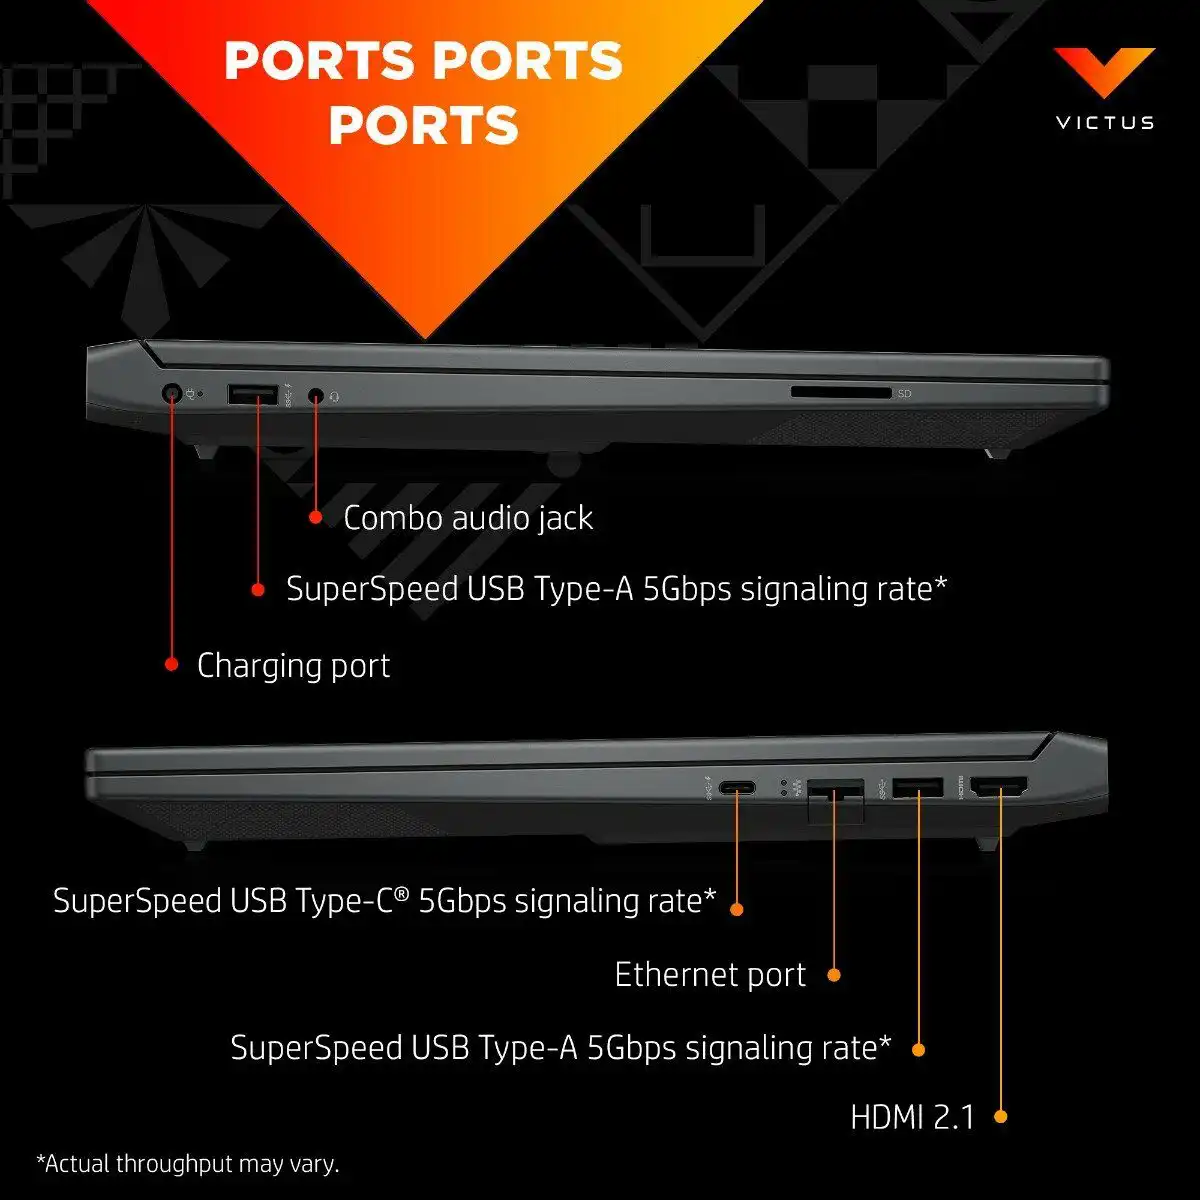 PORTS PORTS
PORTS
VICTUS
SD
Combo audio jack
SuperSpeed USB Type-A 5Gbps signaling rate*
Charging port
HDMI
SuperSpeed USB Type-C® 5Gbps signaling rate*
Ethernet port
SuperSpeed USB Type-A 5Gbps signaling rate*
HDMI 2.1
*Actual throughput may vary.